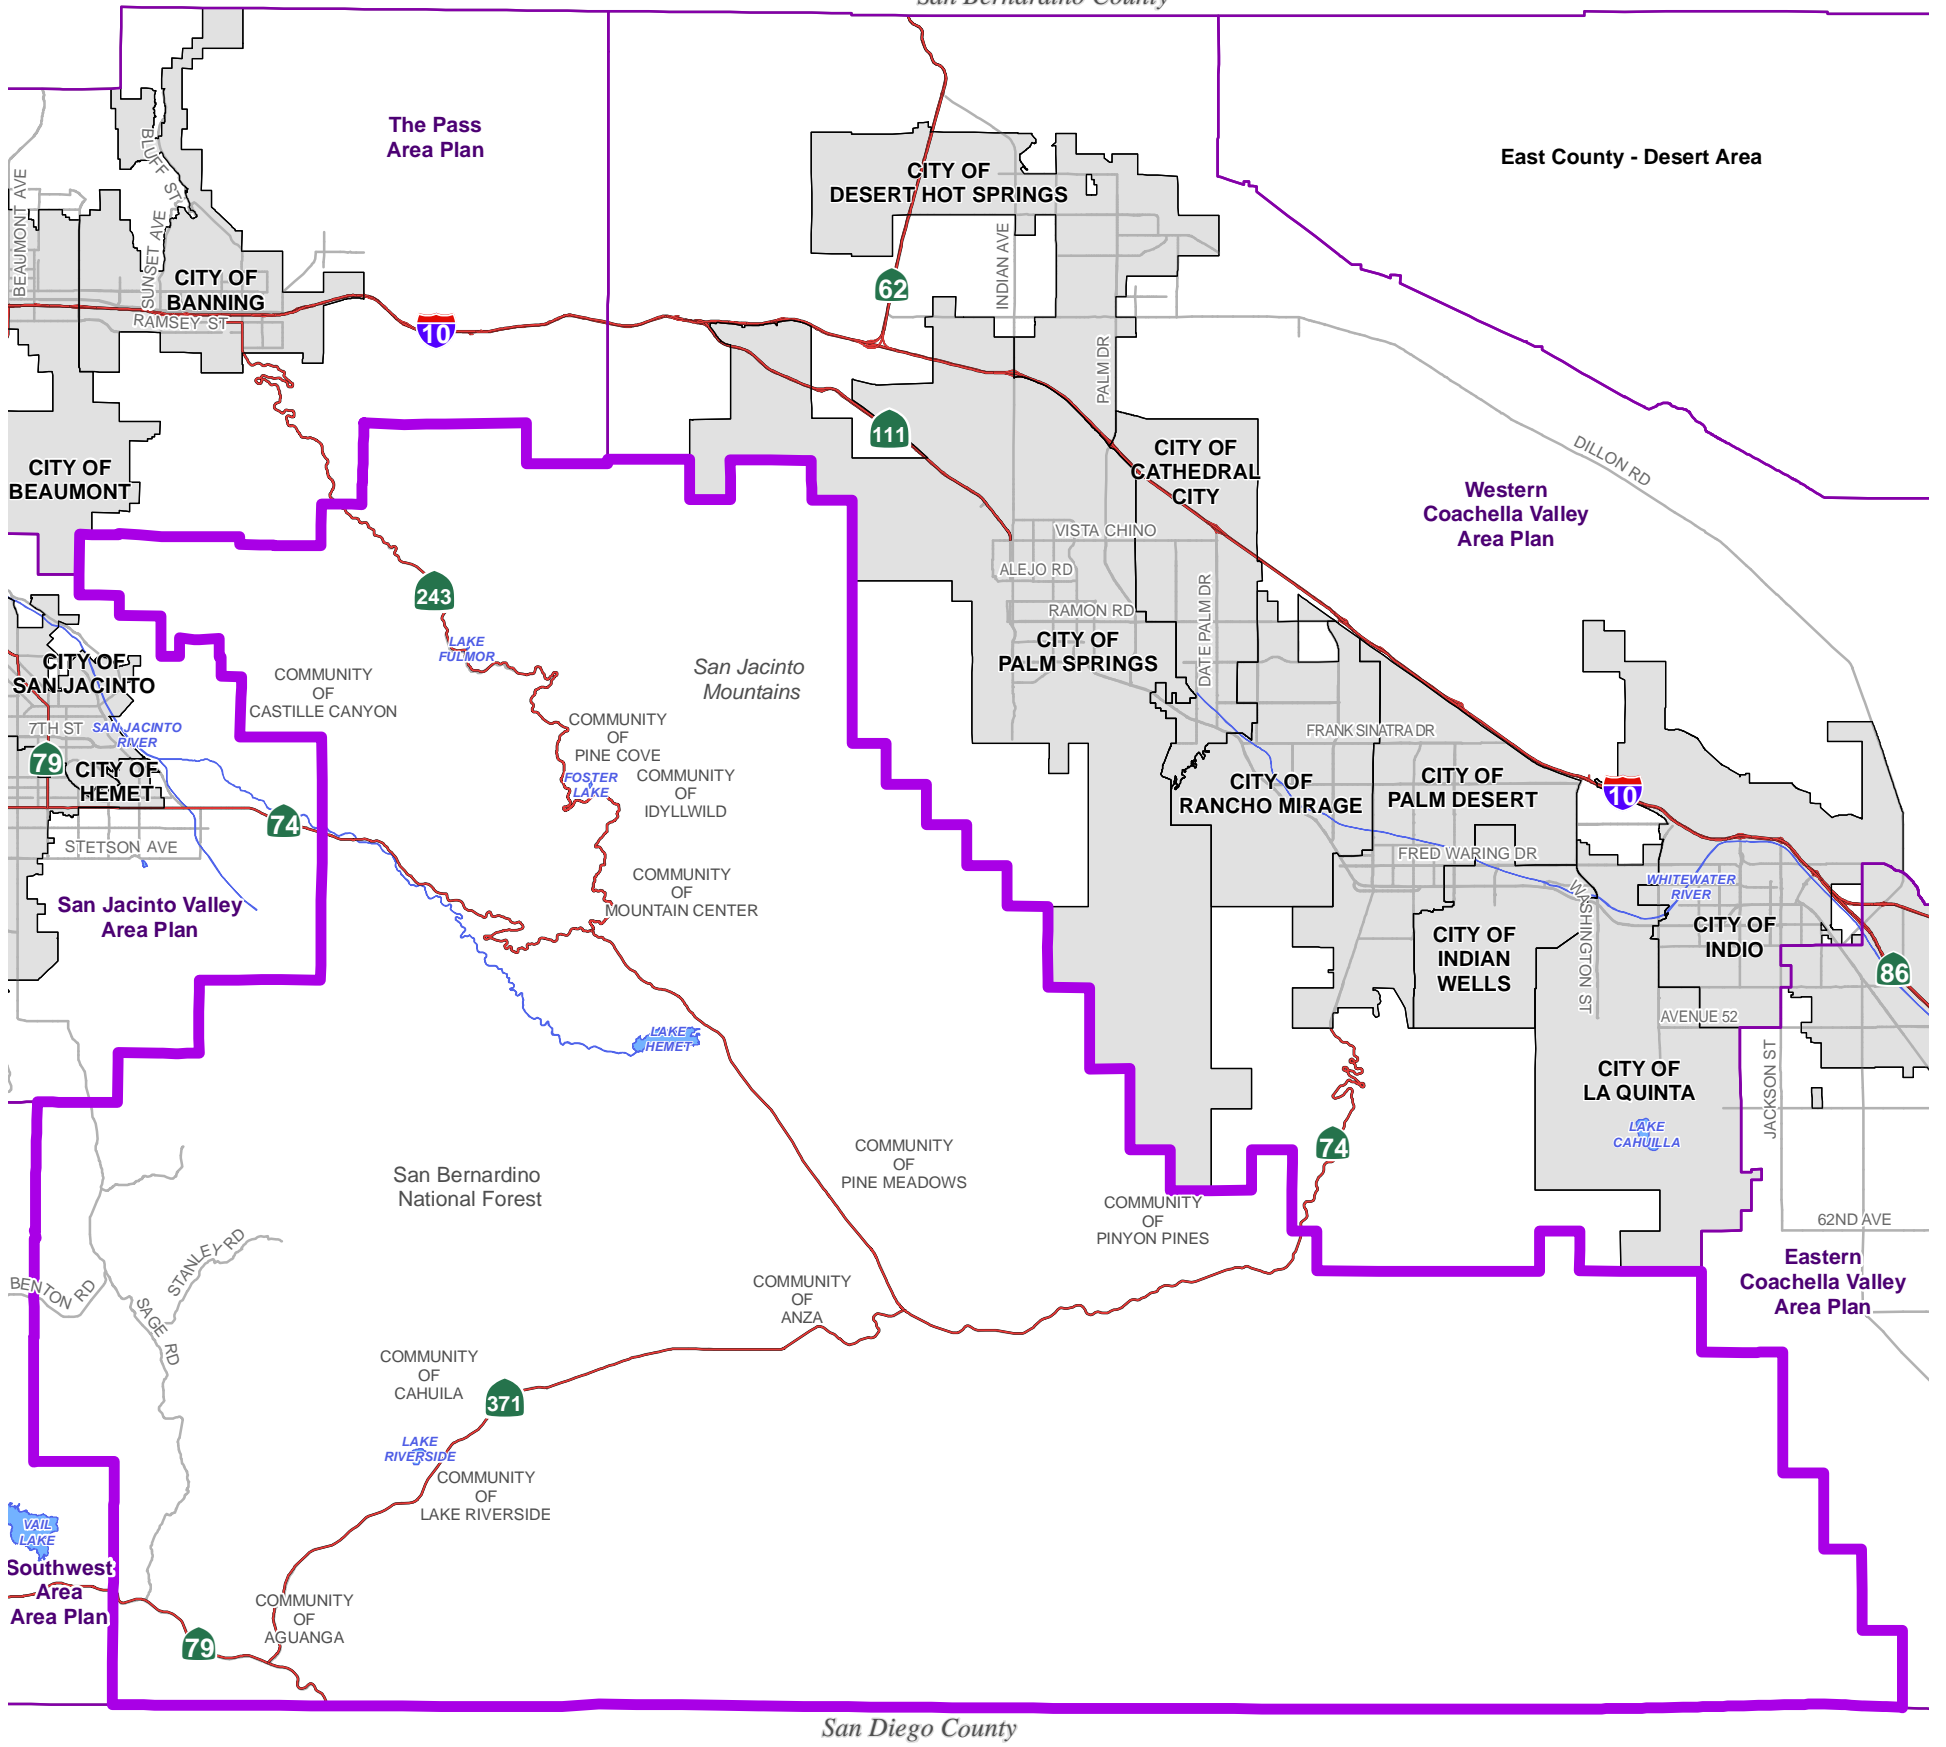 San Bernardino County
The Pass
Area Plan
East County - Desert Area
BLUFF ST
BEAUMONT AVE
SUNSET AVE
CITY OF
BANNING
RAMSEY ST
10
CITY OF
DESERT HOT SPRINGS
62
INDIAN AVE
PALM DR
111
CITY OF
BEAUMONT
CITY OF
CATHEDRAL
CITY
DILLON RD
Western
Coachella Valley
Area Plan
VISTA CHINO
ALEJO RD
RAMON RD
DATE PALM DR
CITY OF
PALM SPRINGS
243
LAKE
FULMOR
San Jacinto
Mountains
CITY OF
SAN JACINTO
COMMUNITY
OF
CASTILLE CANYON
7TH ST
SAN JACINTO
RIVER
79
CITY OF
HEMET
74
STETSON AVE
COMMUNITY
OF
PINE COVE
FOSTER
LAKE
COMMUNITY
OF
IDYLLWILD
COMMUNITY
OF
MOUNTAIN CENTER
FRANK SINATRA DR
CITY OF
RANCHO MIRAGE
CITY OF
PALM DESERT
10
FRED WARING DR
WASHINGTON ST
WHITEWATER
RIVER
CITY OF
INDIO
CITY OF
INDIAN
WELLS
86
AVENUE 52
San Jacinto Valley
Area Plan
LAKE
HEMET
CITY OF
LA QUINTA
JACKSON ST
LAKE
CAHUILLA
74
COMMUNITY
OF
PINE MEADOWS
San Bernardino
National Forest
COMMUNITY
OF
PINYON PINES
62ND AVE
Eastern
Coachella Valley
Area Plan
STANLEY RD
BENTON RD
SAGE RD
COMMUNITY
OF
ANZA
COMMUNITY
OF
CAHUILA
371
LAKE
RIVERSIDE
COMMUNITY
OF
LAKE RIVERSIDE
VAIL
LAKE
Southwest
Area
Area Plan
COMMUNITY
OF
AGUANGA
79
San Diego County